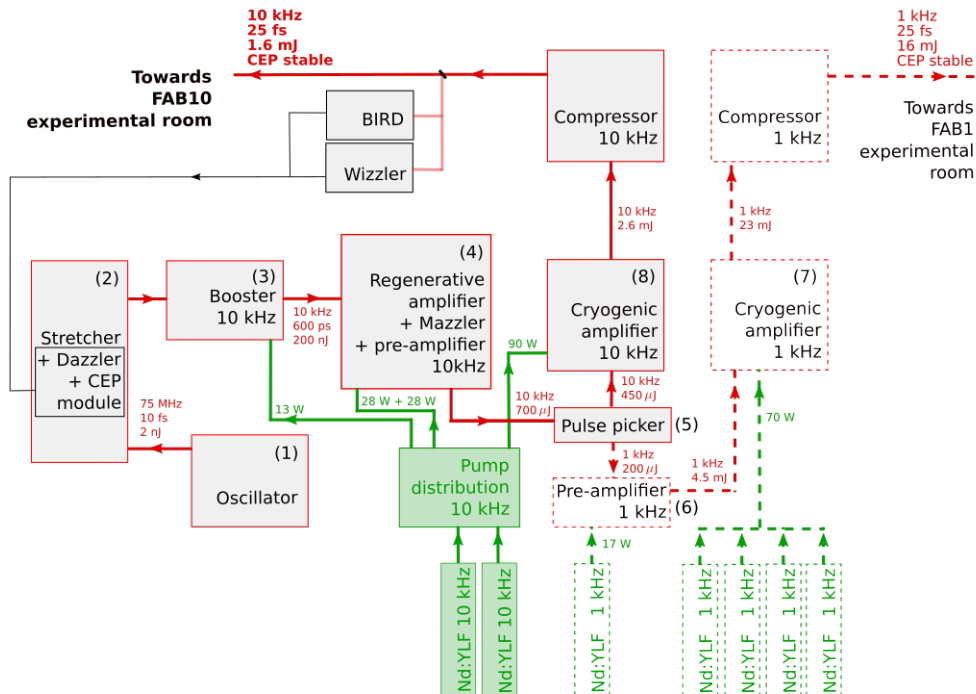 10 kHz
25 fs
1.6 mJ
CEP stable
Towards
FAB10
experimental room
BIRD
Wizzler
Compressor
10 kHz
Compressor
1 kHz
1 kHz
25 fs
16 mJ
CEP stable
Towards
FAB1
experimental
room
10 kHz
2.6 mJ
1 kHz
23 mJ
(2)
Stretcher
+ Dazzler
+ CEP
module
(3)
Booster
10 kHz
10 kHz
600 ps
200 nJ
(4)
Regenerative
amplifier
+ Mazzler
+ pre-amplifier
10kHz
(8)
Cryogenic
amplifier
10 kHz
(7)
Cryogenic
amplifier
1 kHz
90 W
13 W
28 W + 28 W
10 kHz
700 μJ
10 kHz
450 μJ
Pulse picker
(5)
70 W
75 MHz
10 fs
2 nJ
(1)
Oscillator
Pump
distribution
10 kHz
1 kHz
200 μJ
Pre-amplifier
1 kHz
(6)
1 kHz
4.5 mJ
17 W
Nd:YLF 10 kHz
Nd:YLF 10 kHz
Nd:YLF 1 kHz
Nd:YLF 1 kHz
Nd:YLF 1 kHz
Nd:YLF 1 kHz
Nd:YLF 1 kHz